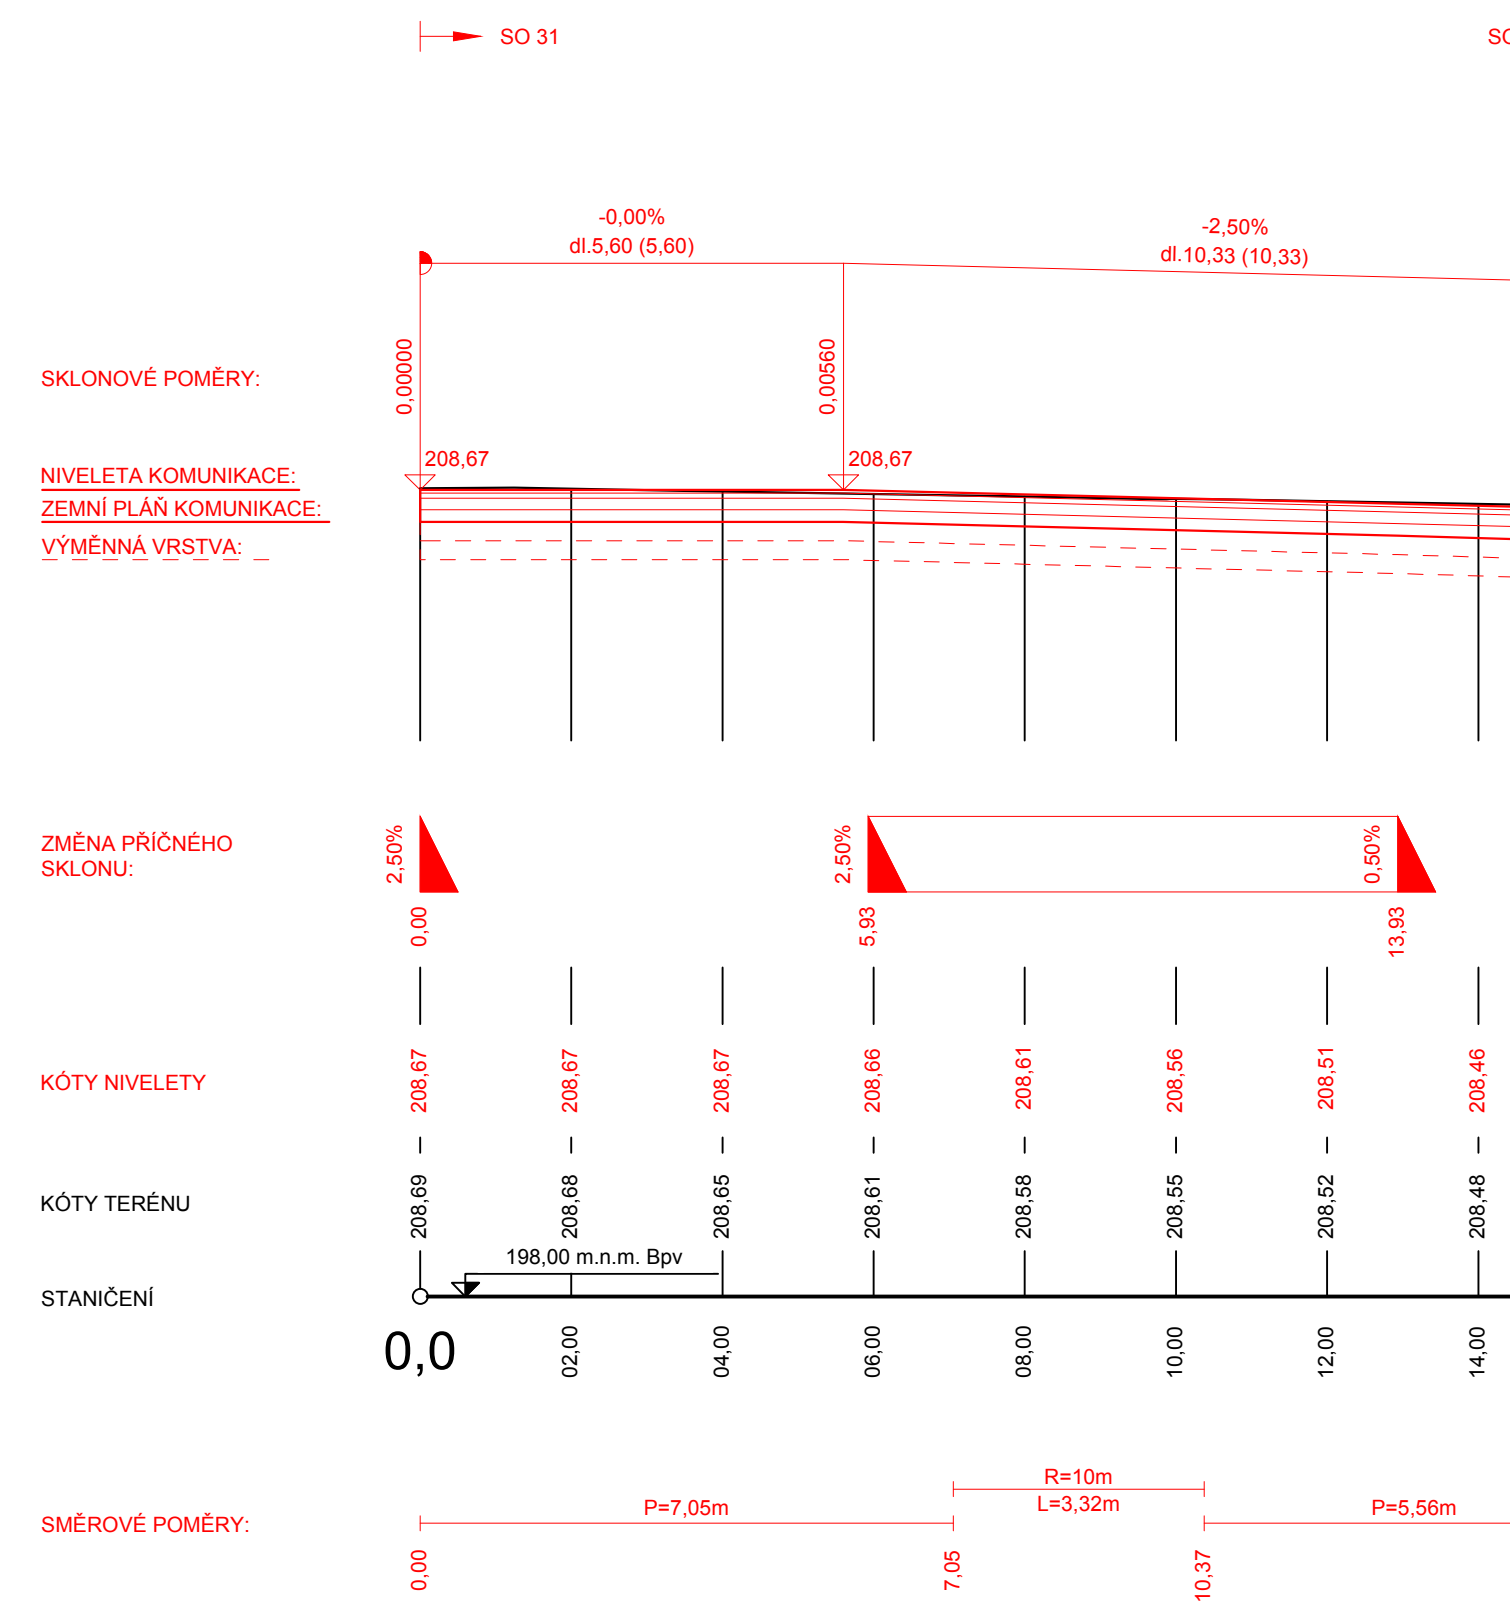 SO 31
-0,00%
dl.5,60 (5,60)
-2,50%
dl.10,33 (10,33)
SKLONOVÉ POMĚRY:
0,00000
0,00560
208,67
208,67
NIVELETA KOMUNIKACE:
ZEMNÍ PLÁŇ KOMUNIKACE:
VÝMĚNNÁ VRSTVA:
ZMĚNA PŘÍČNÉHO
SKLONU:
2,50%
2,50%
0,50%
0,00
5,93
13,93
KÓTY NIVELETY
208,67
208,67
208,67
208,66
208,61
208,56
208,51
208,46
KÓTY TERÉNU
208,69
208,68
208,65
208,61
208,58
208,55
208,52
208,48
198,00 m.n.m. Bpv
STANIČENÍ
0,0
02,00
04,00
06,00
08,00
10,00
12,00
14,00
SMĚROVÉ POMĚRY:
P=7,05m
R=10m
L=3,32m
P=5,56m
0,00
7,05
10,37